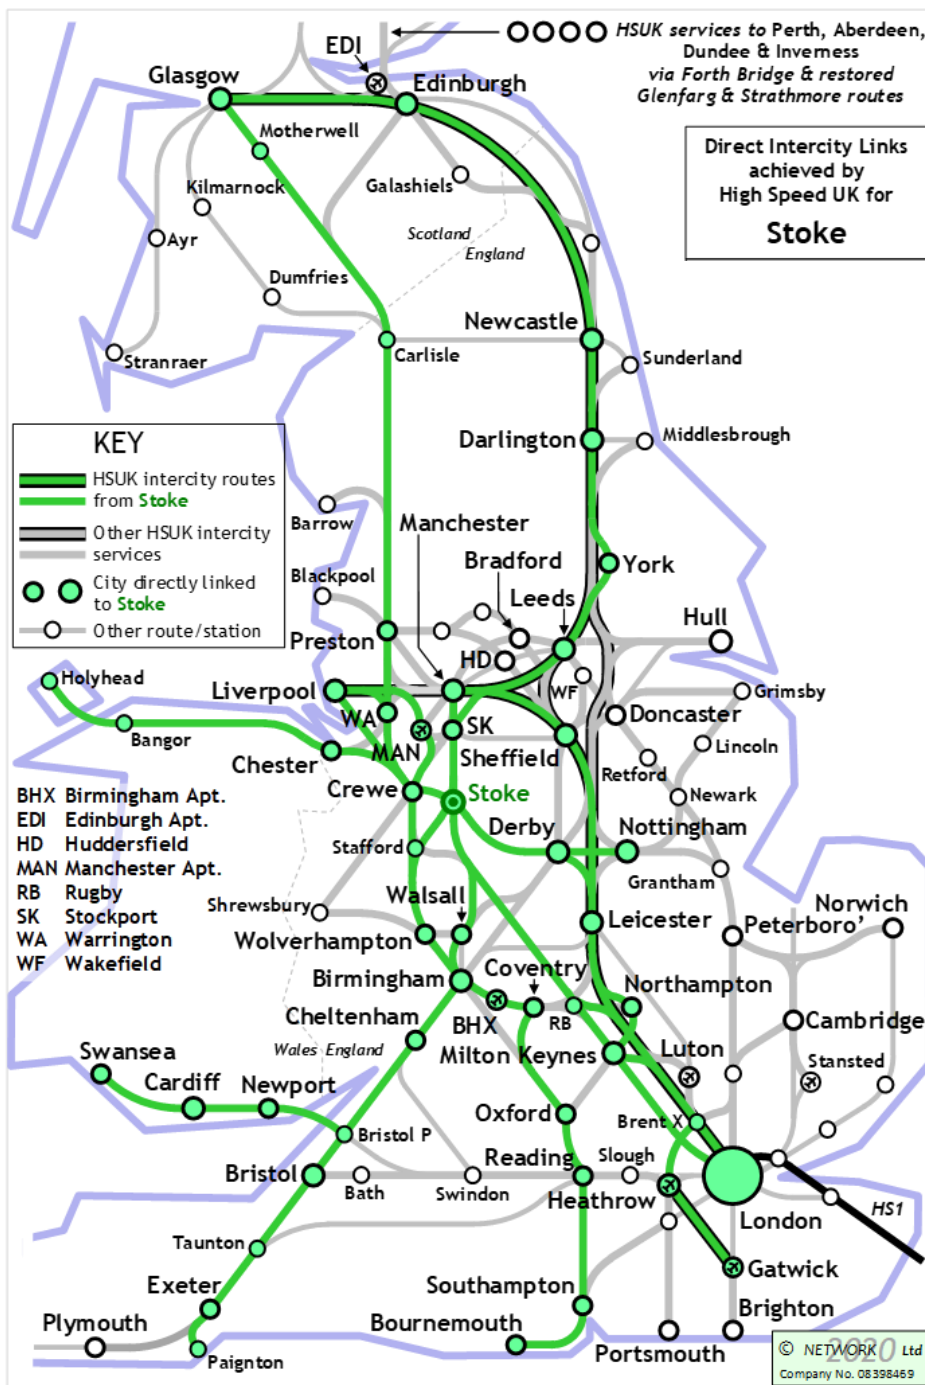 HSUK services to Perth, Aberdeen,
Dundee & Inverness
via Forth Bridge & restored
Glenfarg & Strathmore routes
EDI
Glasgow
Edinburgh
Motherwell
Direct Intercity Links
achieved by
High Speed UK for
Stoke
Kilmarnock
Galashiels
Ayr
Scotland
England
Dumfries
Newcastle
Carlisle
Sunderland
Stranraer
KEY
HSUK intercity routes
from Stoke
Other HSUK intercity
services
City directly linked
to Stoke
Other route/station
Darlington
Middlesbrough
Barrow
Manchester
Bradford
York
Blackpool
Leeds
Preston
HD
Hull
Holyhead
Liverpool
WF
Grimsby
WA
Doncaster
Bangor
MAN
SK
Lincoln
Chester
Sheffield
Retford
Crewe
Stoke
Newark
BHX Birmingham Apt.
EDI Edinburgh Apt.
HD Huddersfield
MAN Manchester Apt.
RB Rugby
SK Stockport
WA Warrington
WF Wakefield
Derby
Nottingham
Stafford
Grantham
Walsall
Shrewsbury
Leicester
Norwich
Wolverhampton
Peterboro'
Birmingham
Coventry
Northampton
BHX
RB
Cheltenham
Cambridge
Wales England
Milton Keynes
Luton
Stansted
Swansea
Cardiff
Newport
Oxford
Brent X
Bristol P
Reading
Slough
Bristol
Bath
Swindon
Heathrow
London
HS1
Taunton
Gatwick
Exeter
Southampton
Brighton
Plymouth
Bournemouth
Portsmouth
Paignton
© NETWORK 2020 Ltd
Company No. 08398469